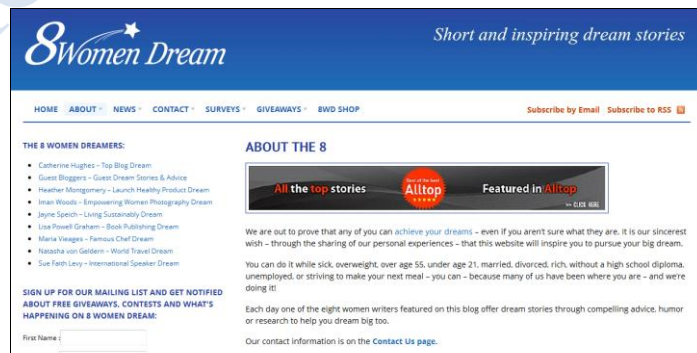 8 Women Dream
Short and inspiring dream stories
HOME ABOUT NEWS CONTACT SURVEYS GIVEAWAYS 8WD SHOP
Subscribe by Email Subscribe to RSS
THE 8 WOMEN DREAMERS:
Catherine Hughes – Top Blog Dream
Guest Bloggers – Guest Dream Stories & Advice
Heather Montgomery – Launch Healthy Product Dream
Iman Woods – Empowering Women Photography Dream
Jayne Speich – Living Sustainably Dream
Lisa Powell Graham – Book Publishing Dream
Maria Vieages – Famous Chef Dream
Natasha von Geldern – World Travel Dream
Sue Faith Levy – International Speaker Dream
SIGN UP FOR OUR MAILING LIST AND GET NOTIFIED
ABOUT FREE GIVEAWAYS, CONTESTS AND WHAT'S
HAPPENING ON 8 WOMEN DREAM:
First Name :
ABOUT THE 8
All the top stories
Best of the best
Alltop
Featured in Alltop
>> CLICK HERE
We are out to prove that any of you can achieve your dreams – even if you aren't sure what they are. It is our sincerest
wish – through the sharing of our personal experiences – that this website will inspire you to pursue your big dream.
You can do it while sick, overweight, over age 55, under age 21, married, divorced, rich, without a high school diploma,
unemployed, or striving to make your next meal – you can – because many of us have been where you are – and we're
doing it!
Each day one of the eight women writers featured on this blog offer dream stories through compelling advice, humor
or research to help you dream big too.
Our contact information is on the Contact Us page.